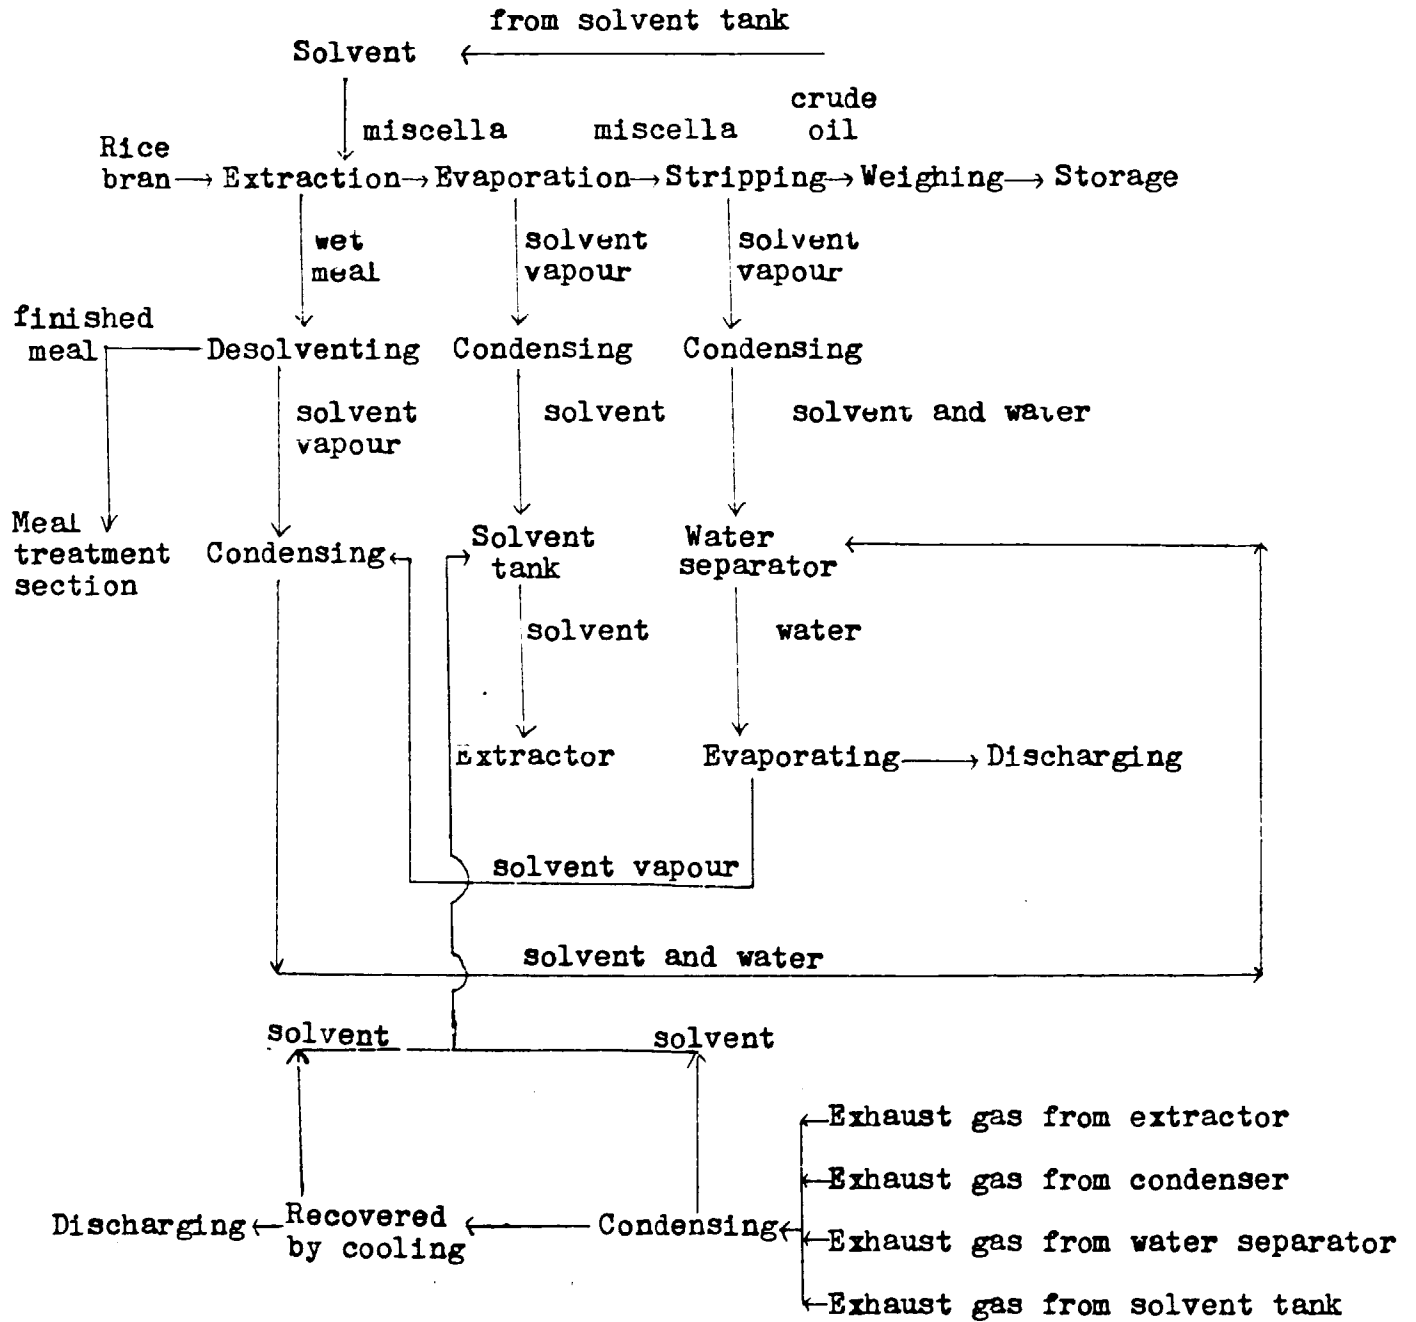 from solvent tank
Solvent
crude
miscella miscella oil
Rice
bran Extraction Evaporation Stripping Weighing Storage
wet solvent solvent
meal vapour vapour
finished
meal Desolventing Condensing Condensing
solvent solvent solvent and water
vapour
Meal
treatment Condensing Solvent Water
section tank separator
solvent water
Extractor Evaporating Discharging
solvent vapour
solvent and water
solvent solvent
Exhaust gas from extractor
Exhaust gas from condenser
Discharging Recovered Condensing
by cooling Exhaust gas from water separator
Exhaust gas from solvent tank